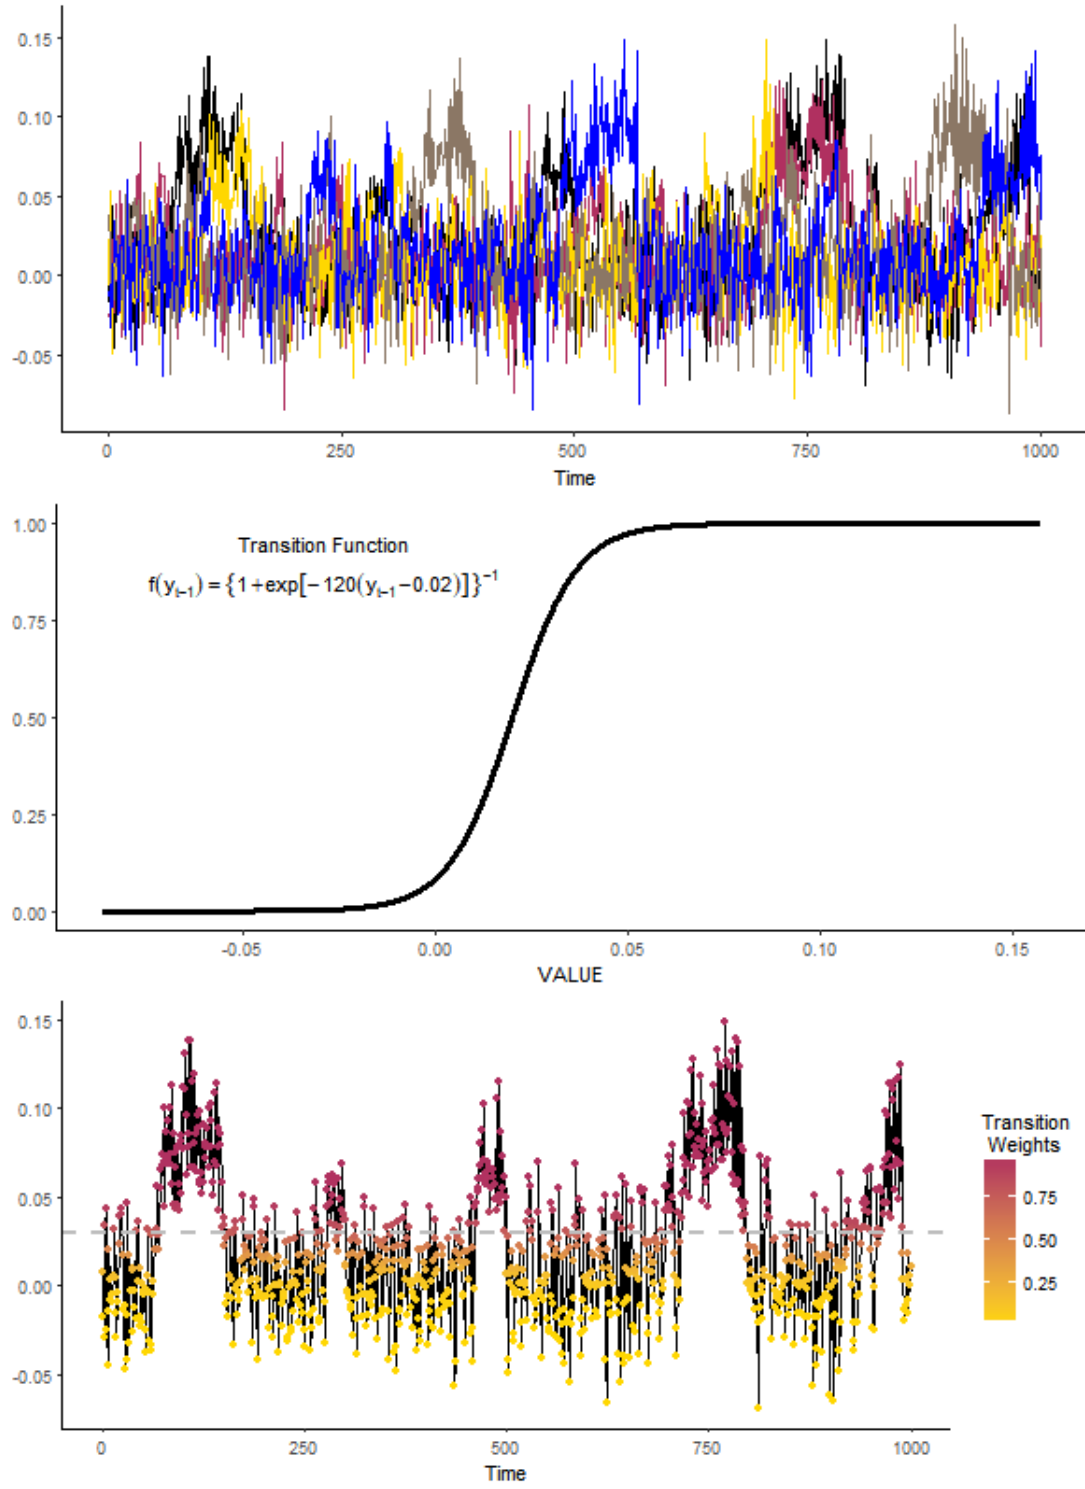 0.15
0.10
0.05
0.00
-0.05
0 250 500 750 1000
Time
1.00
0.75
0.50
0.25
0.00
Transition Function
f(yₜ₋₁) = {1+exp[−120(yₜ₋₁−0.02)]}⁻¹
-0.05 0.00 0.05 0.10 0.15
VALUE
0.15
0.10
0.05
0.00
-0.05
0 250 500 750 1000
Time
Transition
Weights
0.75
0.50
0.25